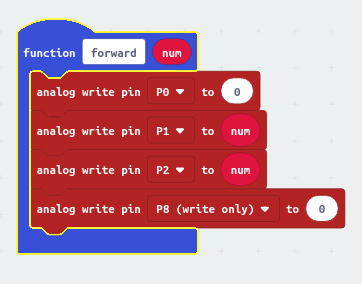 function forward num
analog write pin P0 to 0
analog write pin P1 to num
analog write pin P2 to num
analog write pin P8 (write only) to 0